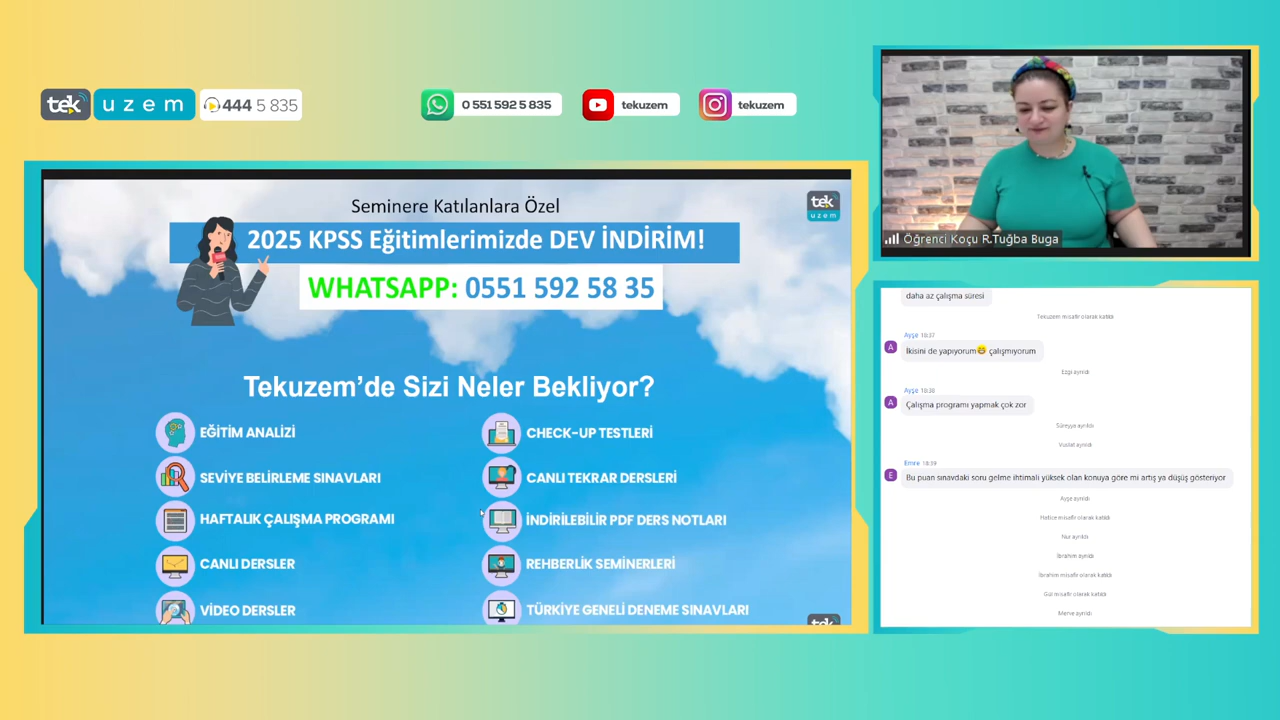 tek uzem 444 5 835
0 551 592 5 835
tekuzem
tekuzem
Seminere Katılanlara Özel
tek uzem
2025 KPSS Eğitimlerimizde DEV İNDİRİM!
WHATSAPP: 0551 592 58 35
Tekuzem’de Sizi Neler Bekliyor?
EĞİTİM ANALİZİ
SEVİYE BELİRLEME SINAVLARI
HAFTALIK ÇALIŞMA PROGRAMI
CANLI DERSLER
VİDEO DERSLER
CHECK-UP TESTLERİ
CANLI TEKRAR DERSLERİ
İNDİRİLEBİLİR PDF DERS NOTLARI
REHBERLİK SEMİNERLERİ
TÜRKİYE GENELİ DENEME SINAVLARI
tek
Öğrenci Koçu R.Tuğba Buga
daha az çalışma süresi
Tekuzem misafir olarak katıldı
Ayşe 18:37
A
İkisini de yapıyorum😄 çalışmıyorum
Ezgi ayrıldı
Ayşe 18:38
A
Çalışma programı yapmak çok zor
Süreyya ayrıldı
Vuslat ayrıldı
Emre 18:39
E
Bu puan sınavdaki soru gelme ihtimali yüksek olan konuya göre mi artış ya düşüş gösteriyor
Ayşe ayrıldı
Hatice misafir olarak katıldı
Nur ayrıldı
İbrahim ayrıldı
İbrahim misafir olarak katıldı
Gül misafir olarak katıldı
Merve ayrıldı